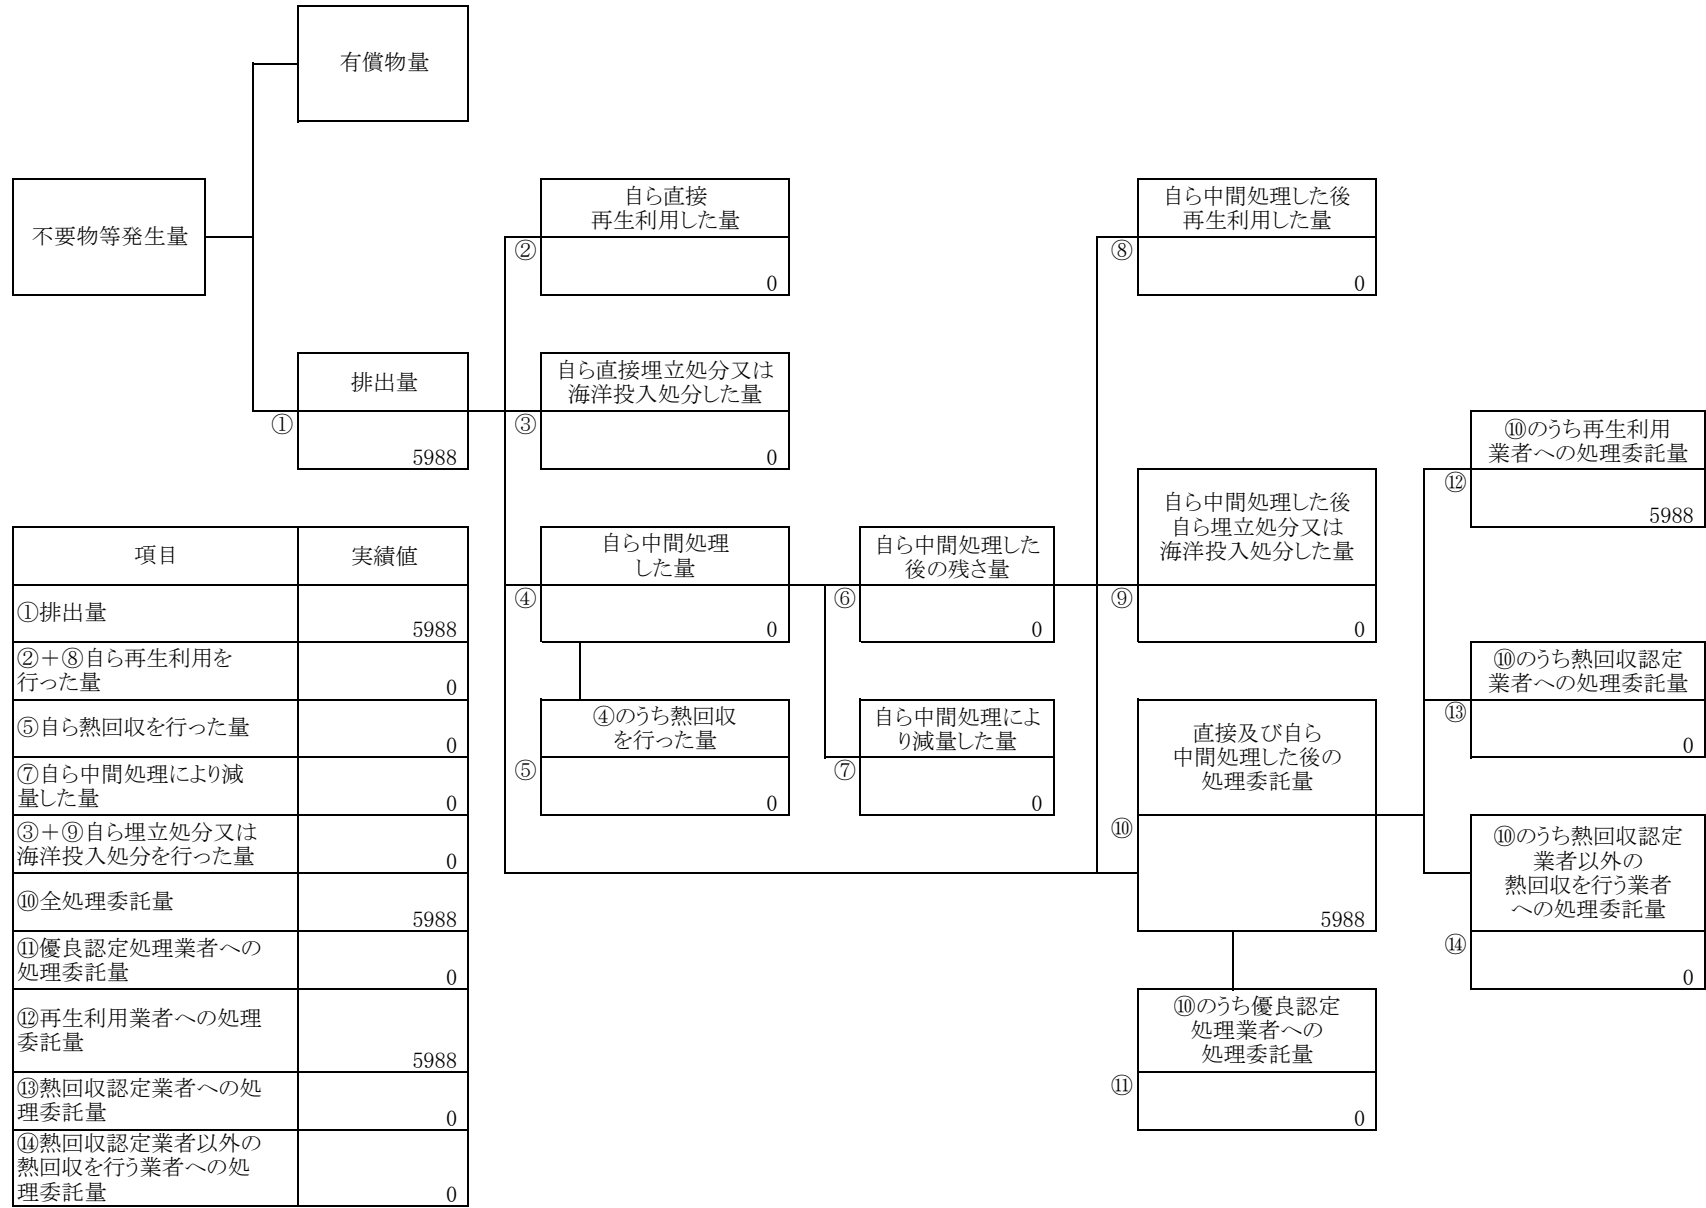 有償物量
不要物等発生量
自ら直接
再生利用した量
②
0
自ら中間処理した後
再生利用した量
⑧
0
排出量
①
5988
自ら直接埋立処分又は
海洋投入処分した量
③
0
⑩のうち再生利用
業者への処理委託量
⑫
5988
自ら中間処理
した量
④
0
自ら中間処理した
後の残さ量
⑥
0
自ら中間処理した後
自ら埋立処分又は
海洋投入処分した量
⑨
0
⑩のうち熱回収認定
業者への処理委託量
⑬
0
④のうち熱回収
を行った量
⑤
0
自ら中間処理によ
り減量した量
⑦
0
直接及び自ら
中間処理した後の
処理委託量
⑩
5988
⑩のうち熱回収認定
業者以外の
熱回収を行う業者
への処理委託量
⑭
0
⑩のうち優良認定
処理業者への
処理委託量
⑪
0
項目 実績値
①排出量
5988
②＋⑧自ら再生利用を
行った量
0
⑤自ら熱回収を行った量
0
⑦自ら中間処理により減
量した量
0
③＋⑨自ら埋立処分又は
海洋投入処分を行った量
0
⑩全処理委託量
5988
⑪優良認定処理業者への
処理委託量
0
⑫再生利用業者への処理
委託量
5988
⑬熱回収認定業者への処
理委託量
0
⑭熱回収認定業者以外の
熱回収を行う業者への処
理委託量
0